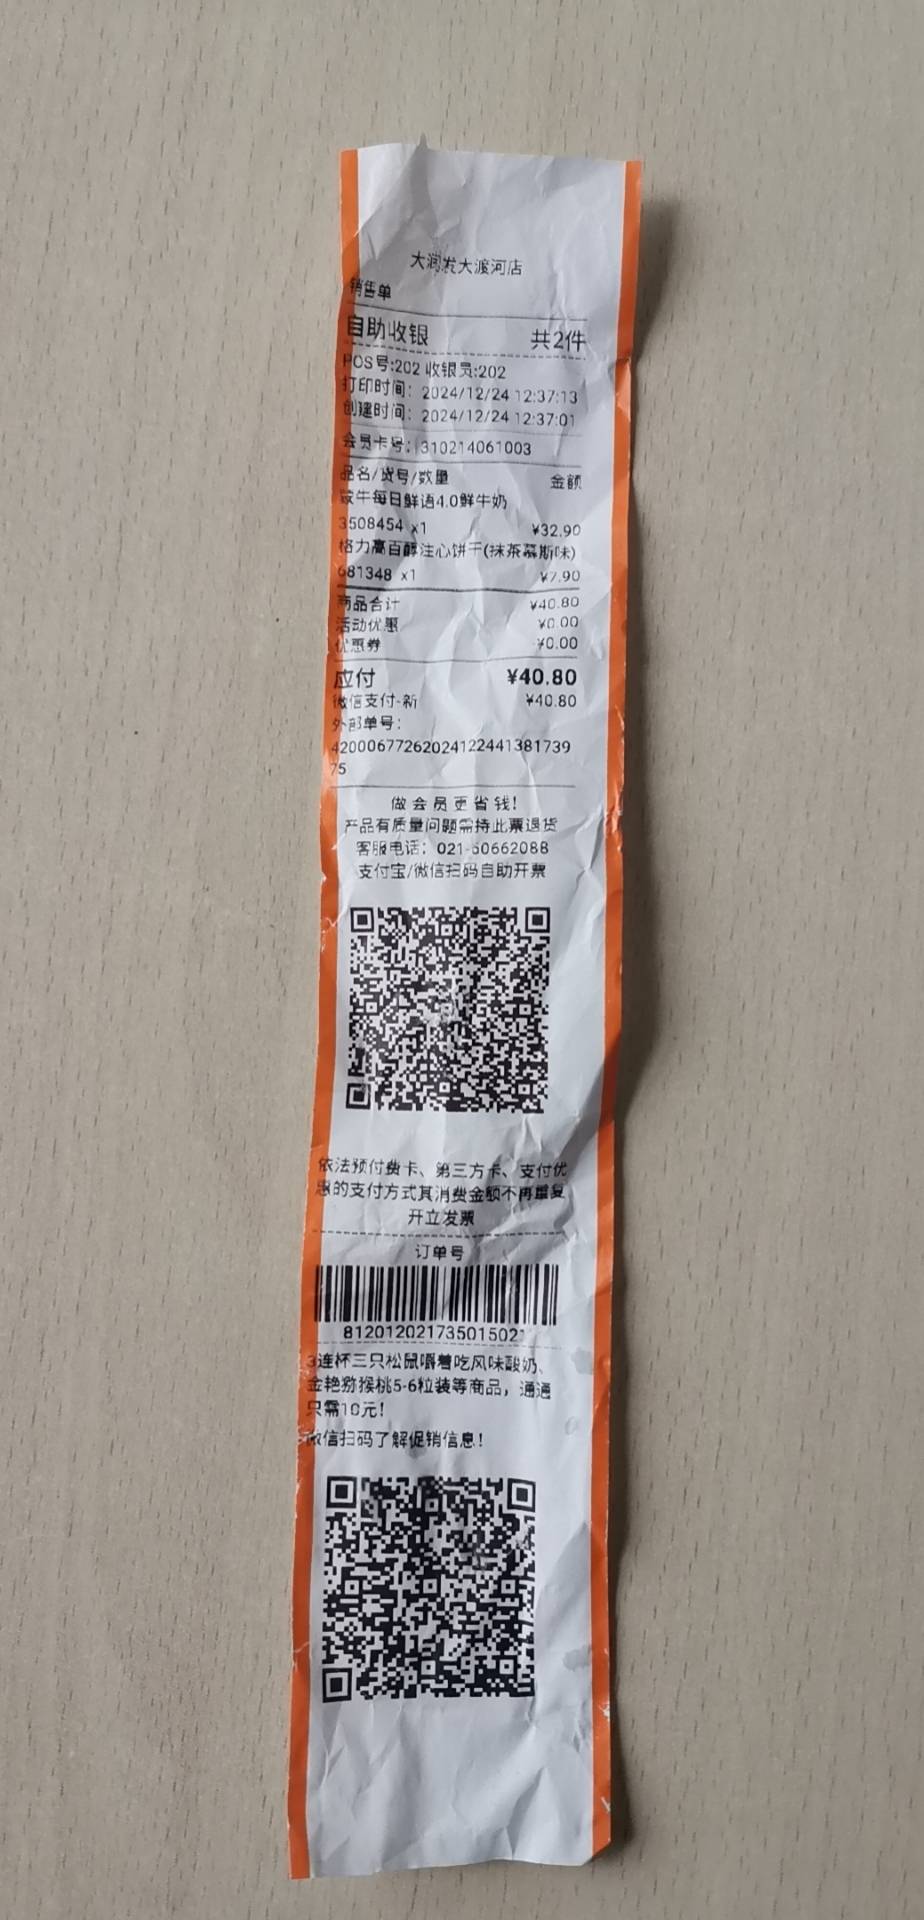 大润发大渡河店
销售单
自助收银 共2件
POS号:202 收银员:202
打印时间: 2024/12/24 12:37:13
创建时间: 2024/12/24 12:37:01
会员卡号: 310214061003
品名/货号/数量 金额
每日鲜语4.0鲜牛奶
3508454 x1 ¥32.90
格力高百醇注心饼干(抹茶慕斯味)
681348 x1 ¥7.90
商品合计 ¥40.80
活动优惠 ¥0.00
优惠券 ¥0.00
应付 ¥40.80
微信支付-新 ¥40.80
外部单号:
42000677262024122441381739
75
做会员更省钱!
产品有质量问题需持此票退货
客服电话: 021-60662088
支付宝/微信扫码自助开票
依法预付费卡、第三方卡、支付优
惠的支付方式其消费金额不再重复
开立发票
订单号
3连杯三只松鼠嚼着吃风味酸奶、
金艳猕猴桃5-6粒装等商品，通通
只需10元!
微信扫码了解促销信息!